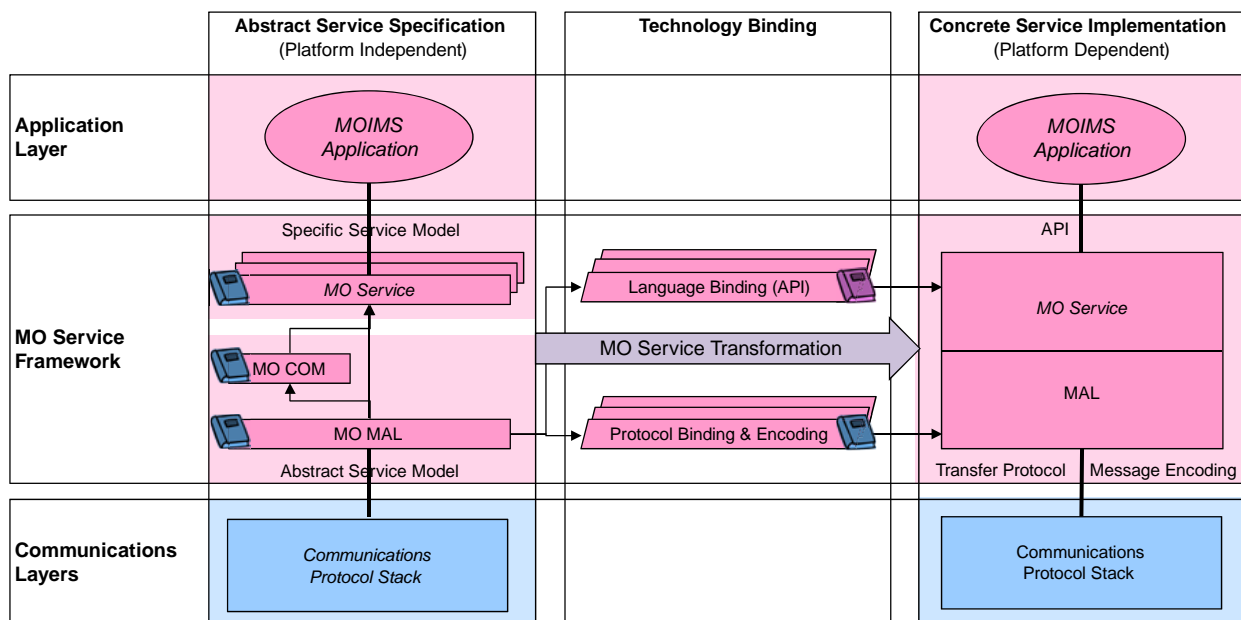 Abstract Service Specification
(Platform Independent)
Technology Binding
Concrete Service Implementation
(Platform Dependent)
Application
Layer
MOIMS
Application
MOIMS
Application
MO Service
Framework
Specific Service Model
MO Service
MO COM
MO MAL
Abstract Service Model
Language Binding (API)
MO Service Transformation
Protocol Binding & Encoding
API
MO Service
MAL
Transfer Protocol
Message Encoding
Communications
Layers
Communications
Protocol Stack
Communications
Protocol Stack